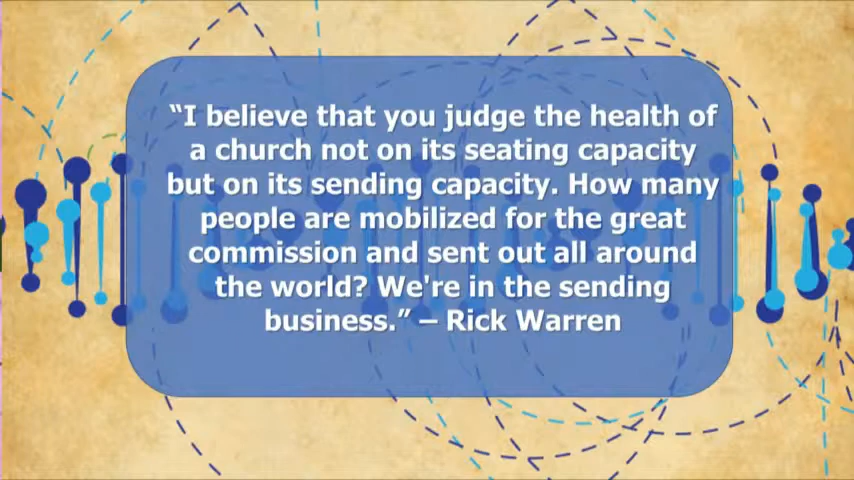 “I believe that you judge the health of
a church not on its seating capacity
but on its sending capacity. How many
people are mobilized for the great
commission and sent out all around
the world? We're in the sending
business.” – Rick Warren